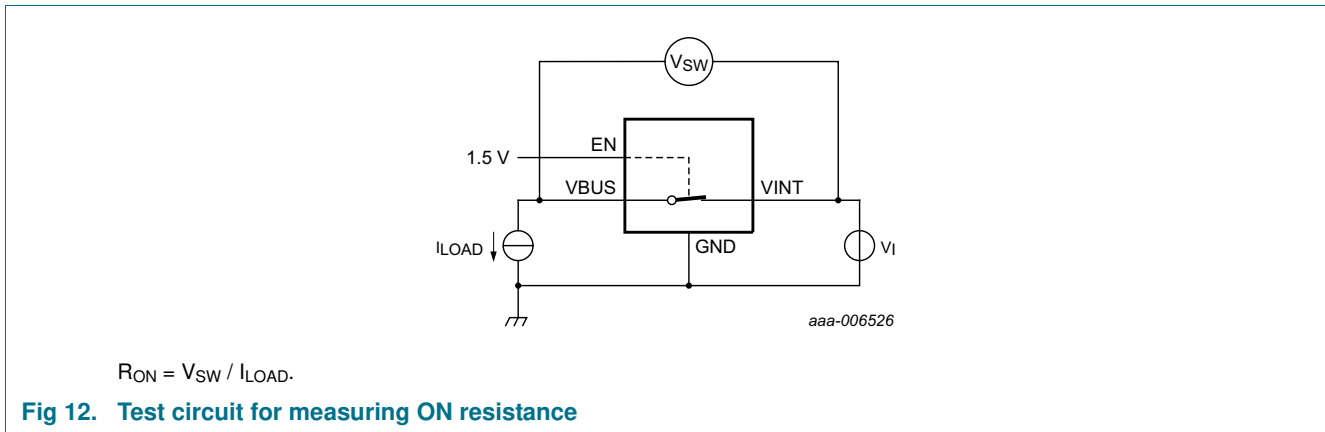 VSW
EN
1.5 V
VBUS
VINT
ILOAD
GND
VI
aaa-006526
RON = VSW / ILOAD.
Fig 12. Test circuit for measuring ON resistance